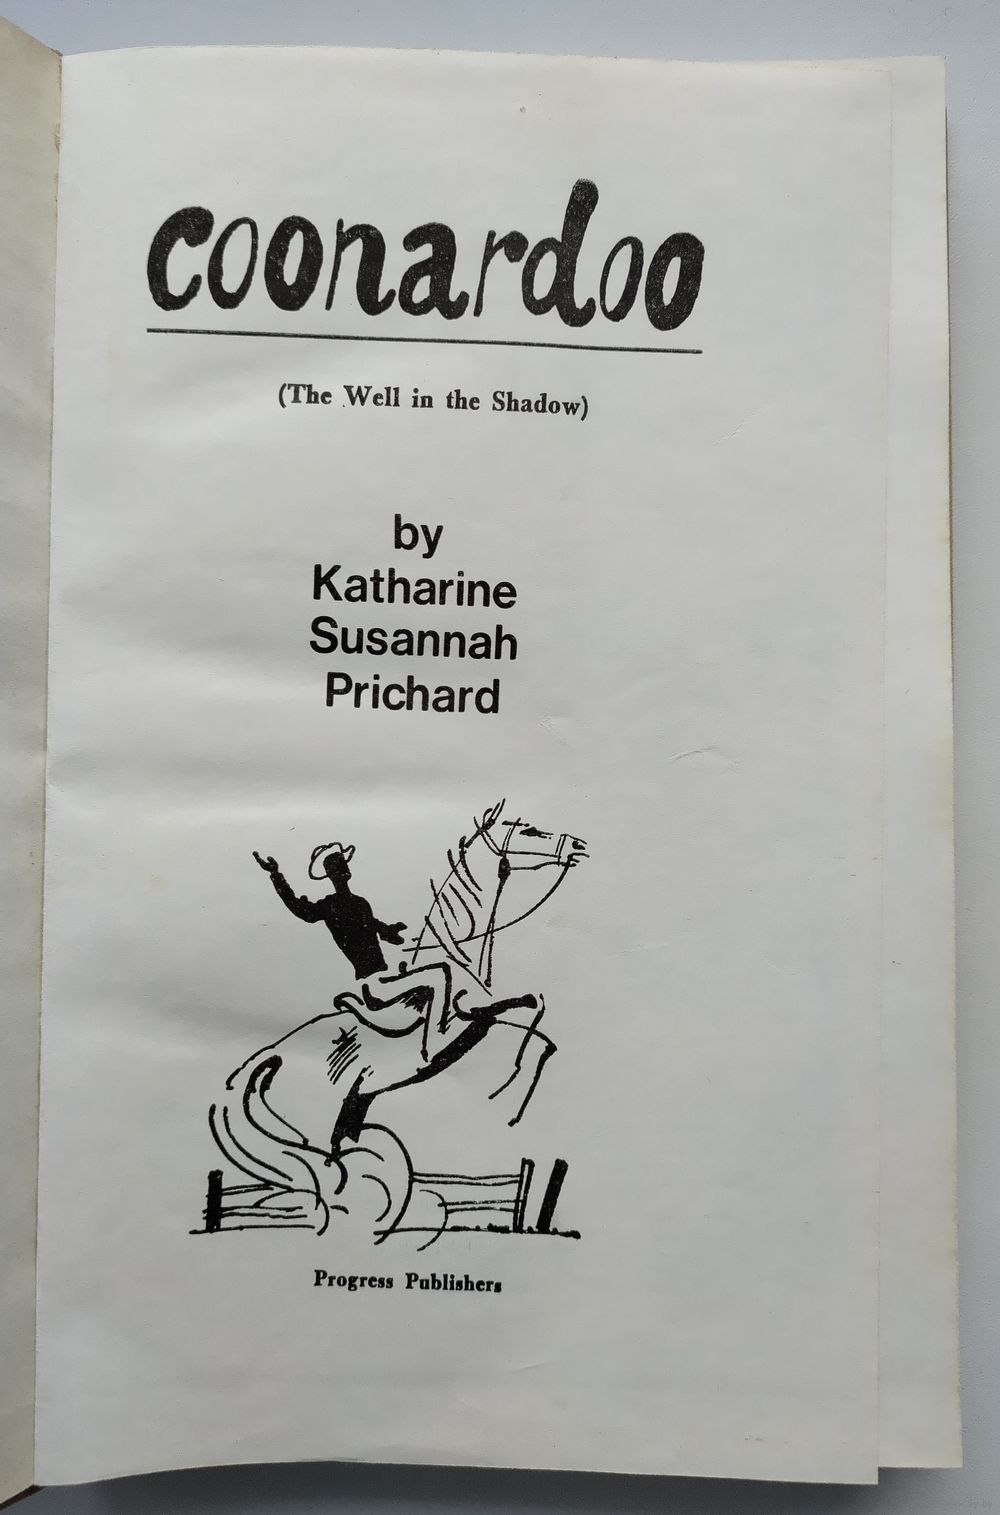 coonardoo
(The Well in the Shadow)
by
Katharine
Susannah
Prichard
Progress Publishers